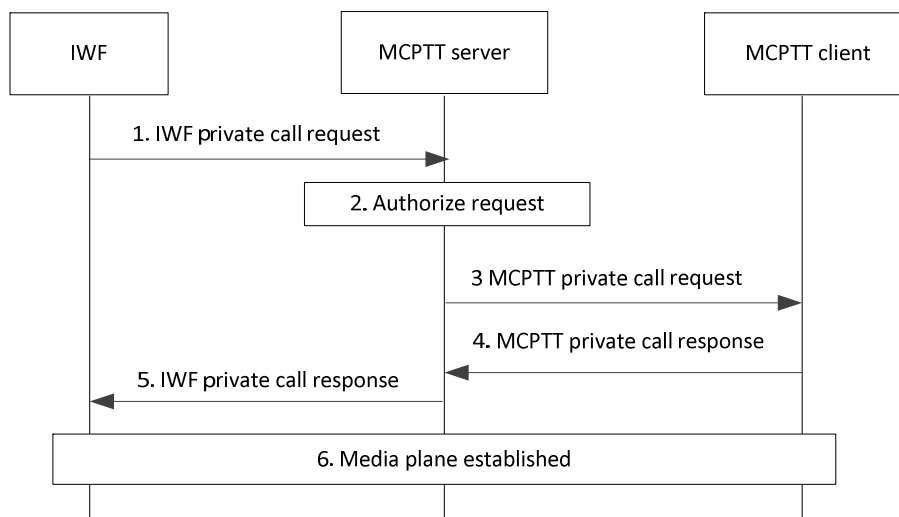 IWF
MCPTT server
MCPTT client
1. IWF private call request
2. Authorize request
3 MCPTT private call request
4. MCPTT private call response
5. IWF private call response
6. Media plane established